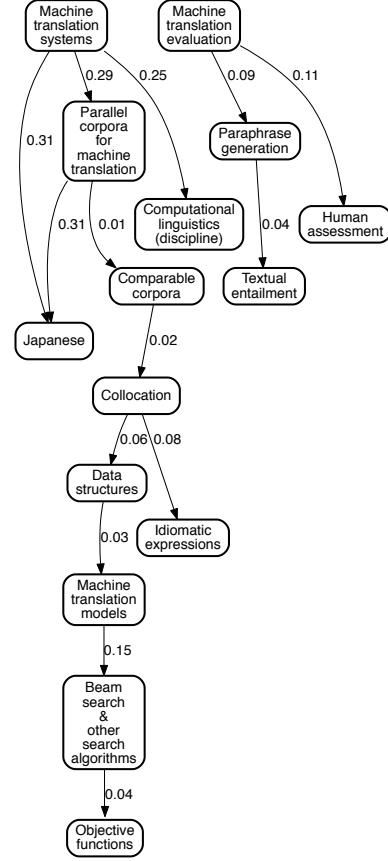 Machine
translation
systems
Machine
translation
evaluation
0.29
0.25
0.09
0.11
Parallel
corpora
for
machine
translation
Paraphrase
generation
0.31
0.31
0.01
Computational
linguistics
(discipline)
0.04
Human
assessment
Comparable
corpora
Textual
entailment
Japanese
0.02
Collocation
0.06
0.08
Data
structures
Idiomatic
expressions
0.03
Machine
translation
models
0.15
Beam
search
&
other
search
algorithms
0.04
Objective
functions